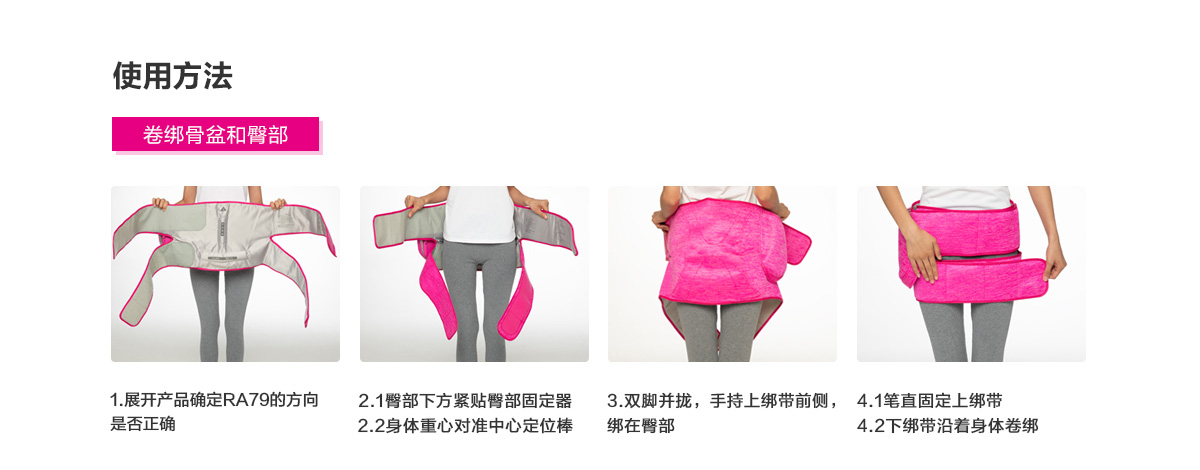 使用方法
卷绑骨盆和臀部
1.展开产品确定RA79的方向
是否正确
2.1臀部下方紧贴臀部固定器
2.2身体重心对准中心定位棒
3.双脚并拢，手持上绑带前侧，
绑在臀部
4.1笔直固定上绑带
4.2下绑带沿着身体卷绑